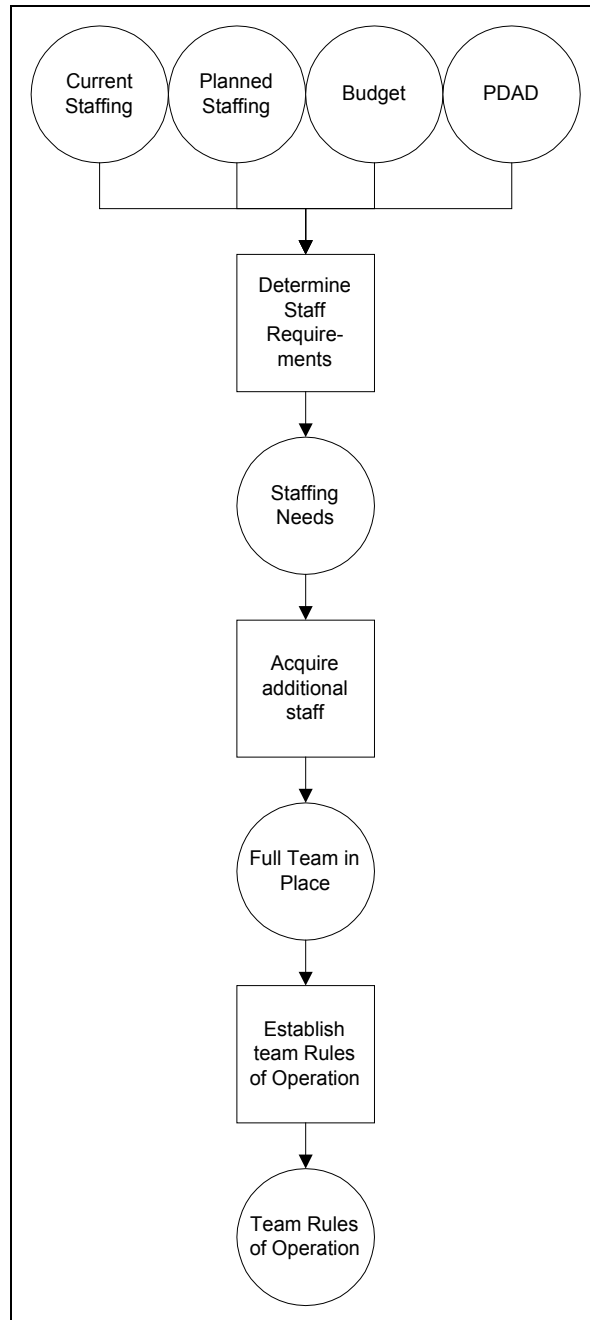 Current
Staffing
Planned
Staffing
Budget
PDAD
Determine
Staff
Require-
ments
Staffing
Needs
Acquire
additional
staff
Full Team in
Place
Establish
team Rules
of Operation
Team Rules
of Operation